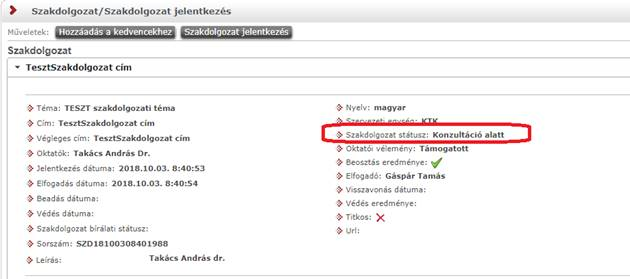 Szakdolgozat/Szakdolgozat jelentkezés
Műveletek: Hozzáadás a kedvencekhez Szakdolgozat jelentkezés
Szakdolgozat
TesztSzakdolgozat cím
Téma: TESZT szakdolgozati téma
Cím: TesztSzakdolgozat cím
Végleges cím: TesztSzakdolgozat cím
Oktatók: Takács András Dr.
Jelentkezés dátuma: 2018.10.03. 8:40:53
Elfogadás dátuma: 2018.10.03. 8:40:54
Beadás dátuma:
Védés dátuma:
Szakdolgozat bírálati státusz:
Sorszám: SZD18100308401988
Leírás: Takács András dr.
Nyelv: magyar
Szervezeti egység: KTK
Szakdolgozat státusz: Konzultáció alatt
Oktatói vélemény: Támogatott
Beosztás eredménye:
Elfogadó: Gáspár Tamás
Visszavonás dátuma:
Védés eredménye:
Titkos:
Url: